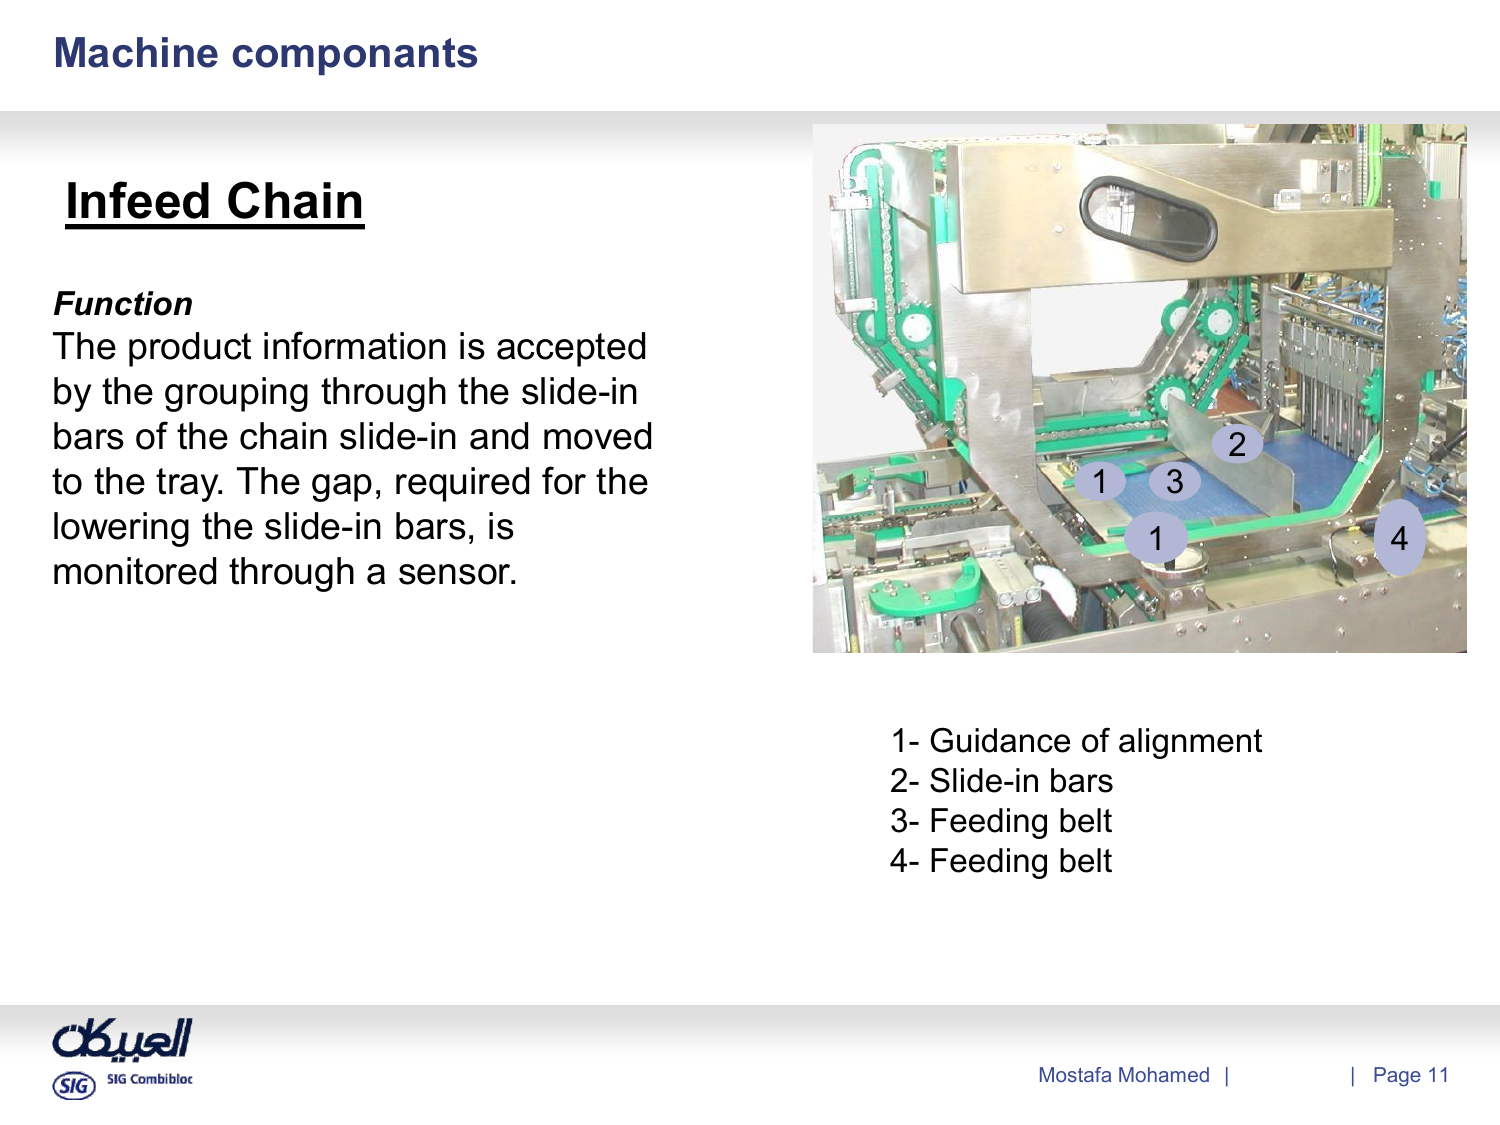 Machine componants
Infeed Chain
Function
The product information is accepted
by the grouping through the slide-in
bars of the chain slide-in and moved
to the tray. The gap, required for the
lowering the slide-in bars, is
monitored through a sensor.
2
1
3
1
4
1- Guidance of alignment
2- Slide-in bars
3- Feeding belt
4- Feeding belt
العبيكان
SIG SIG Combibloc
Mostafa Mohamed | | Page 11